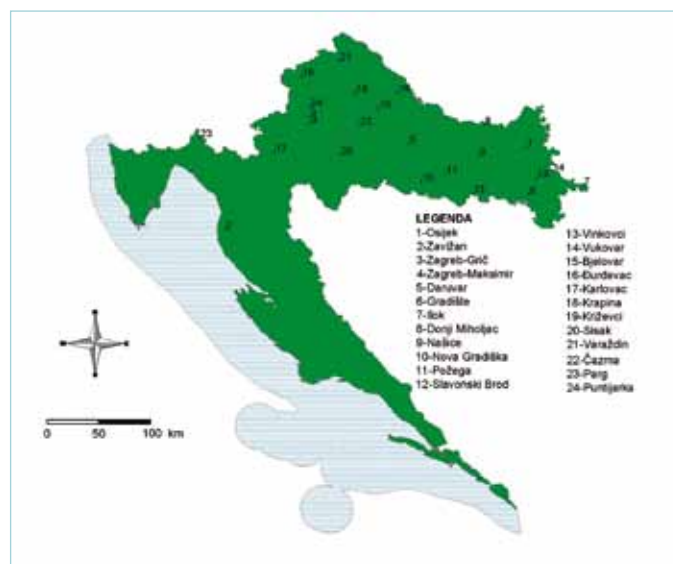 LEGENDA
1-Osijek
2-Zavižan
3-Zagreb-Grič
4-Zagreb-Maksimir
5-Daruvar
6-Gradište
7-Ilok
8-Donji Miholjac
9-Našice
10-Nova Gradiška
11-Požega
12-Slavonski Brod
13-Vinkovci
14-Vukovar
15-Bjelovar
16-Đurđevac
17-Karlovac
18-Krapina
19-Križevci
20-Sisak
21-Varaždin
22-Čazma
23-Parg
24-Puntijarka
23
0 50 100 km